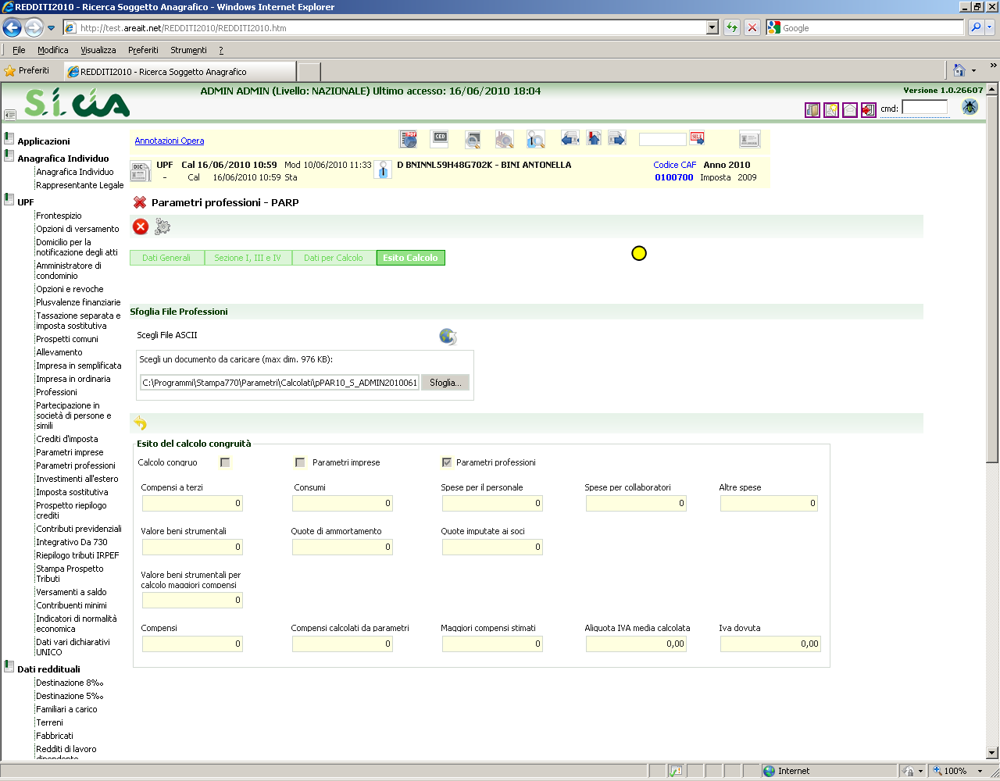 REDDITI2010 - Ricerca Soggetto Anagrafico - Windows Internet Explorer
http://test.areait.net/REDDITI2010/REDDITI2010.htm
Google
File Modifica Visualizza Preferiti Strumenti ?
Preferiti
REDDITI2010 - Ricerca Soggetto Anagrafico
S.I. CIA
ADMIN ADMIN (Livello: NAZIONALE) Ultimo accesso: 16/06/2010 18:04
Versione 1.0.26607
cmd:
Applicazioni
Anagrafica Individuo
Anagrafica Individuo
Rappresentante Legale
UPF
Frontespizio
Opzioni di versamento
Domicilio per la
notificazione degli atti
Amministratore di
condominio
Opzioni e revoche
Plusvalenze finanziarie
Tassazione separata e
imposta sostitutiva
Prospetti comuni
Allevamento
Impresa in semplificata
Impresa in ordinaria
Professioni
Partecipazione in
società di persone e
simili
Crediti d'imposta
Parametri imprese
Parametri professioni
Investimenti all'estero
Imposta sostitutiva
Prospetto riepilogo
crediti
Contributi previdenziali
Integrativo Da 730
Riepilogo tributi IRPEF
Stampa Prospetto
Tributi
Versamenti a saldo
Contribuenti minimi
Indicatori di normalità
economica
Dati vari dichiarativi
UNICO
Dati reddituali
Destinazione 8‰
Destinazione 5‰
Familiari a carico
Terreni
Fabbricati
Redditi di lavoro
dipendente
Annotazioni Opera
PDF
CED
SELE
DIC
UPF Cal 16/06/2010 10:59 Mod 10/06/2010 11:33 D BNINNL59H48G702K - BINI ANTONELLA Codice CAF Anno 2010
- Cal 16/06/2010 10:59 Sta 0100700 Imposta 2009
Parametri professioni - PARP
Dati Generali Sezione I, III e IV Dati per Calcolo Esito Calcolo
Sfoglia File Professioni
Scegli File ASCII
Scegli un documento da caricare (max dim. 976 KB):
C:\Programmi\Stampa770\Parametri\Calcolati\pPAR10_S_ADMIN2010061 Sfoglia...
Esito del calcolo congruità
Calcolo congruo Parametri imprese Parametri professioni
Compensi a terzi Consumi Spese per il personale Spese per collaboratori Altre spese
0 0 0 0 0
Valore beni strumentali Quote di ammortamento Quote imputate ai soci
0 0 0
Valore beni strumentali per
calcolo maggiori compensi
0
Compensi Compensi calcolati da parametri Maggiori compensi stimati Aliquota IVA media calcolata Iva dovuta
0 0 0 0,00 0,00
Internet
100%